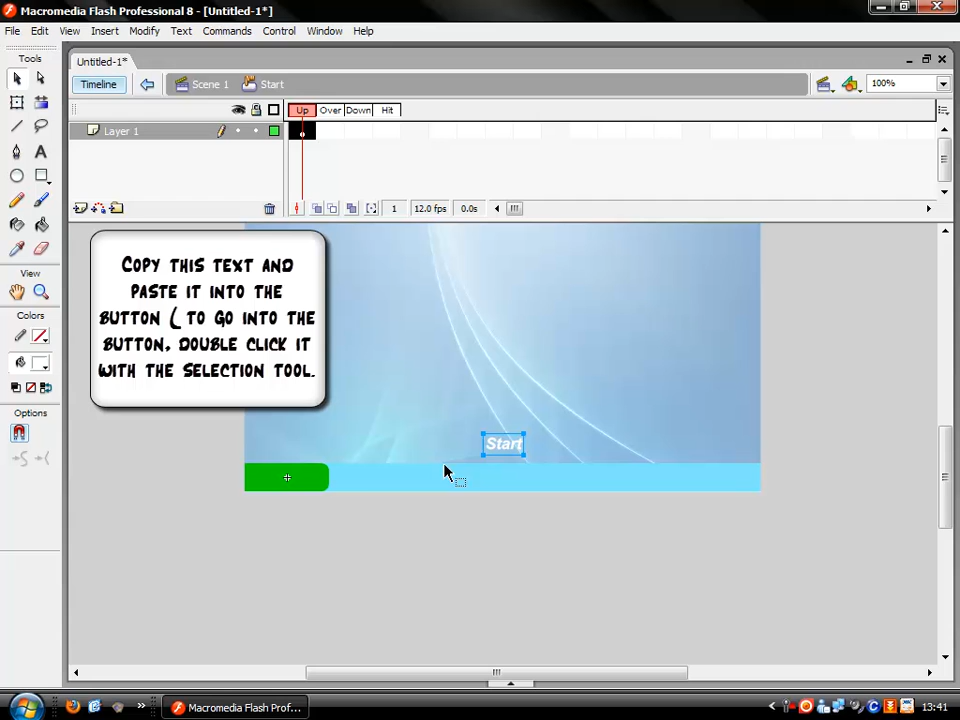 Macromedia Flash Professional 8 - [Untitled-1*]
File Edit View Insert Modify Text Commands Control Window Help
Tools
Untitled-1*
Timeline Scene 1 Start 100%
Up Over Down Hit
Layer 1
1 12.0 fps 0.0s
View
Colors
Options
Copy this text and
paste it into the
button ( to go into the
button, double click it
with the selection tool.
Start
Macromedia Flash Prof...
13:41